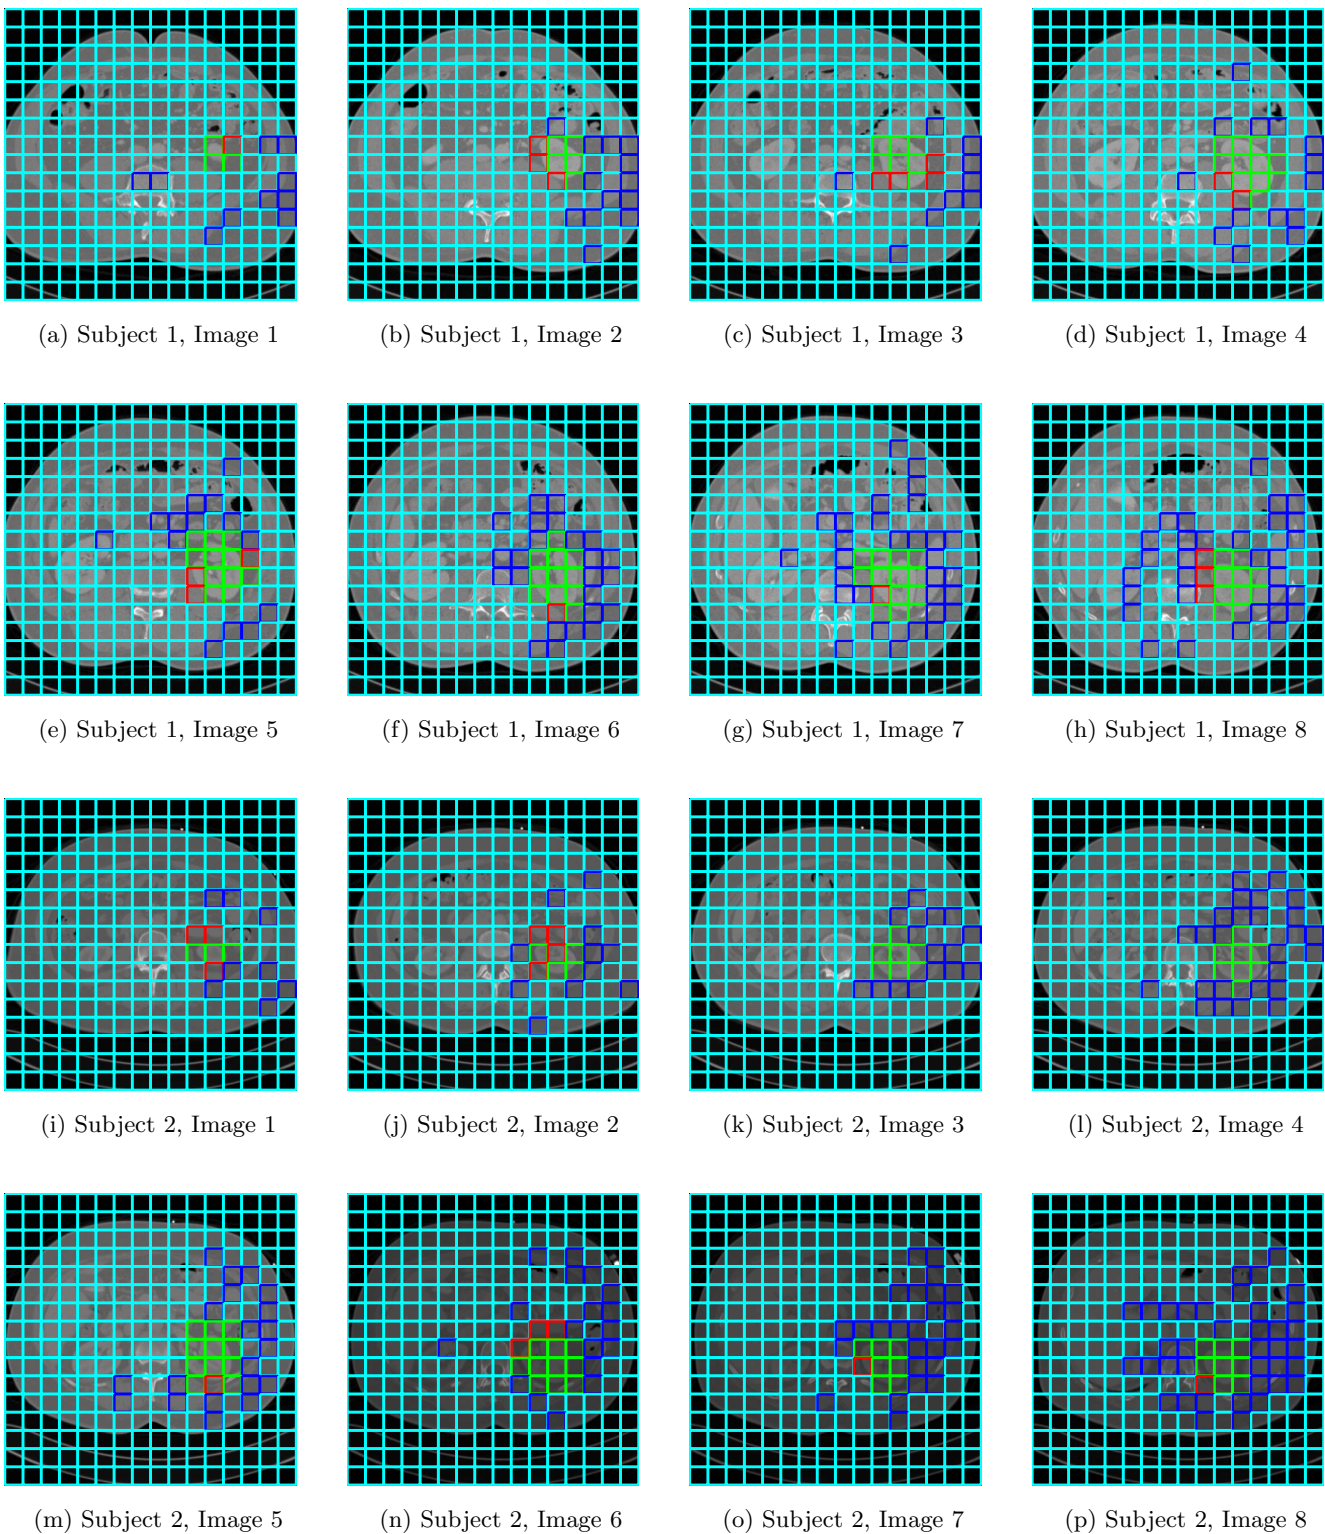 (a) Subject 1, Image 1
(b) Subject 1, Image 2
(c) Subject 1, Image 3
(d) Subject 1, Image 4
(e) Subject 1, Image 5
(f) Subject 1, Image 6
(g) Subject 1, Image 7
(h) Subject 1, Image 8
(i) Subject 2, Image 1
(j) Subject 2, Image 2
(k) Subject 2, Image 3
(l) Subject 2, Image 4
(m) Subject 2, Image 5
(n) Subject 2, Image 6
(o) Subject 2, Image 7
(p) Subject 2, Image 8